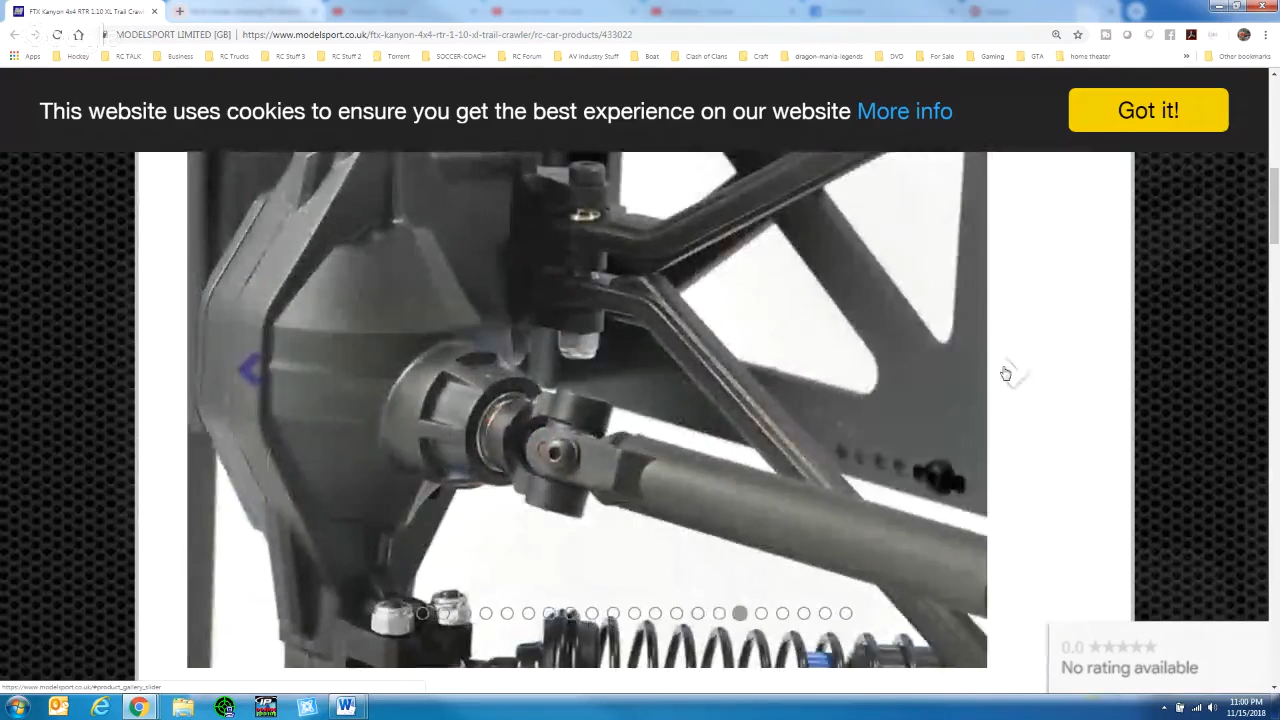 FTX Kanyon 4x4 RTR 1:10 XL Trail Crawl
MODELSPORT LIMITED [GB] | https://www.modelsport.co.uk/ftx-kanyon-4x4-rtr-1-10-xl-trail-crawler/rc-car-products/433022
Apps Hockey RC TALK Business RC Trucks RC Stuff 3 RC Stuff 2 Torrent SOCCER-COACH RC Forum AV Industry Stuff Boat Clash of Clans Craft dragon-mania-legends DVD For Sale Gaming GTA home theater » Other bookmarks
This website uses cookies to ensure you get the best experience on our website More info Got it!
0.0 ★★★★★
No rating available
https://www.modelsport.co.uk/#product_gallery_slider
11:00 PM
11/15/2018